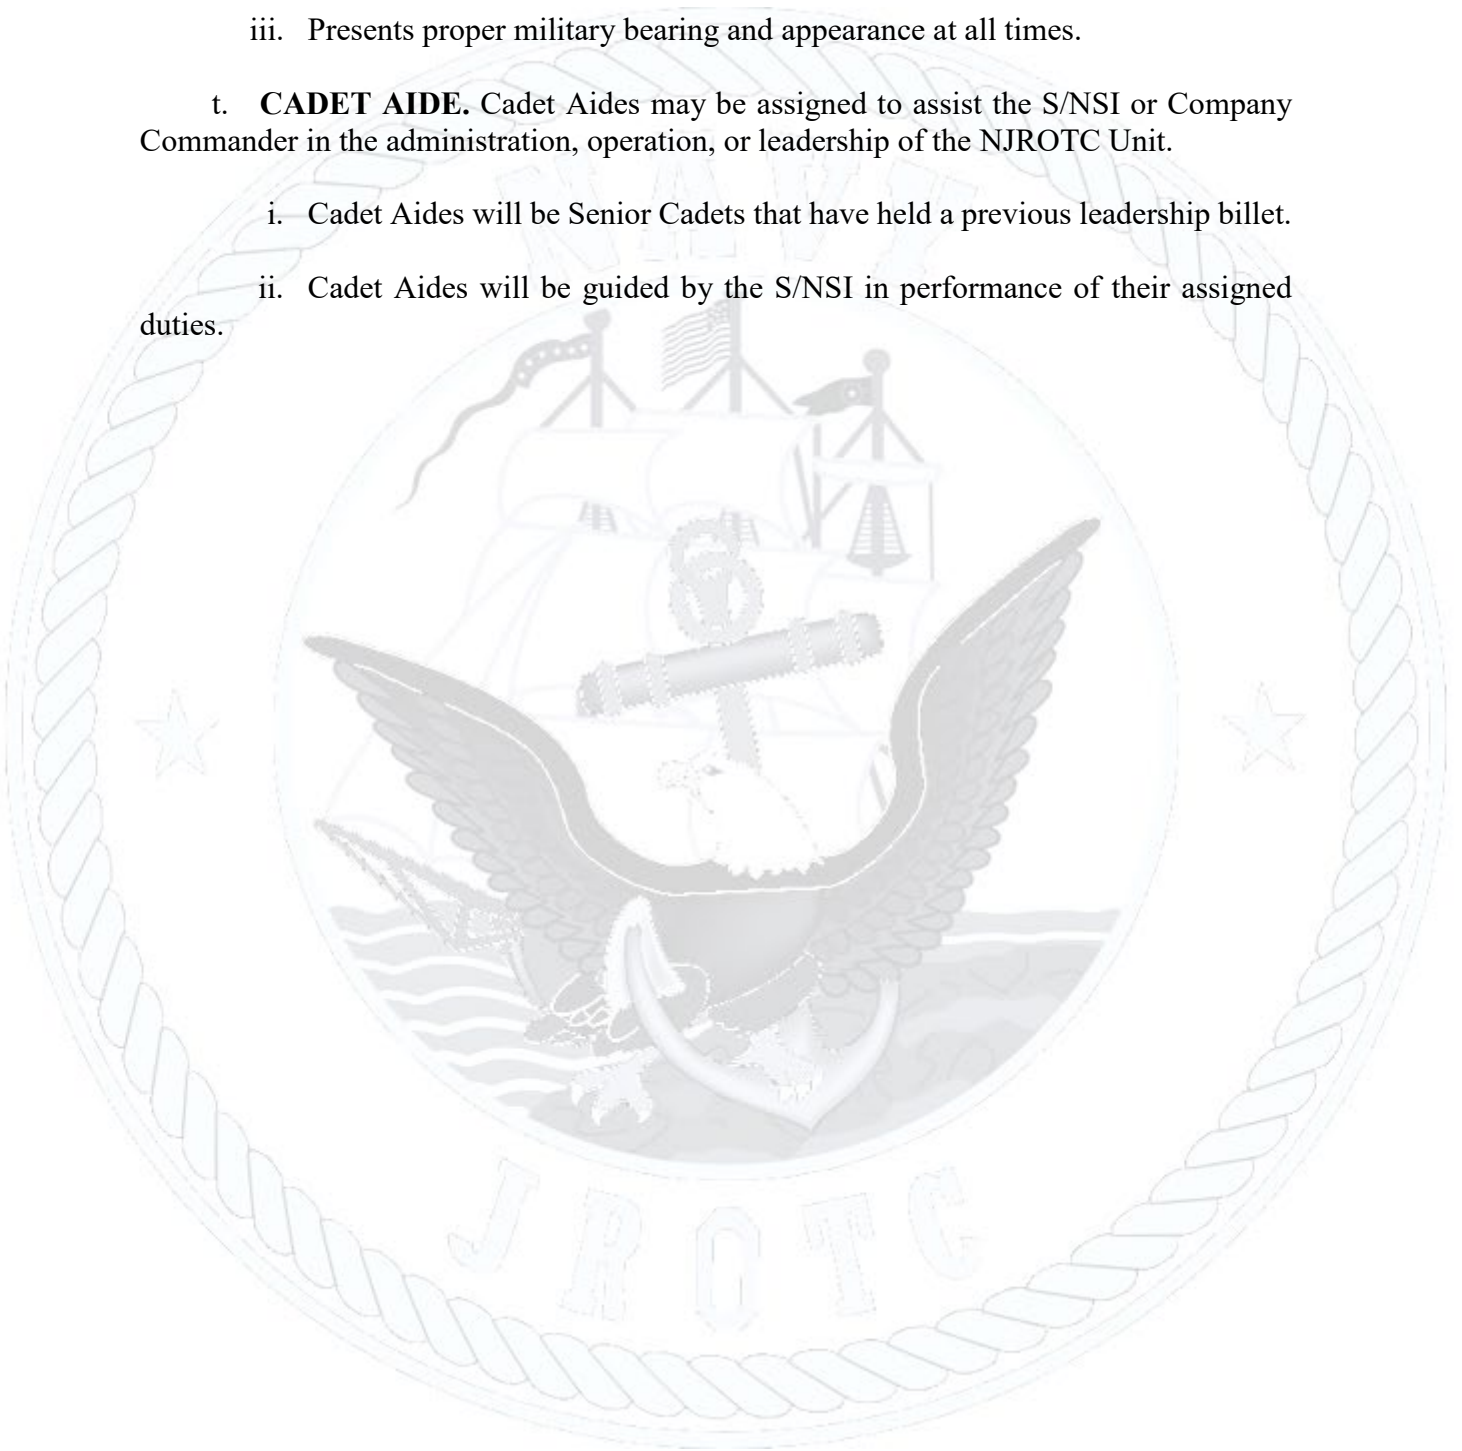 iii. Presents proper military bearing and appearance at all times.
t. CADET AIDE. Cadet Aides may be assigned to assist the S/NSI or Company
Commander in the administration, operation, or leadership of the NJROTC Unit.
NAVY
i. Cadet Aides will be Senior Cadets that have held a previous leadership billet.
ii. Cadet Aides will be guided by the S/NSI in performance of their assigned
duties.
JROTC